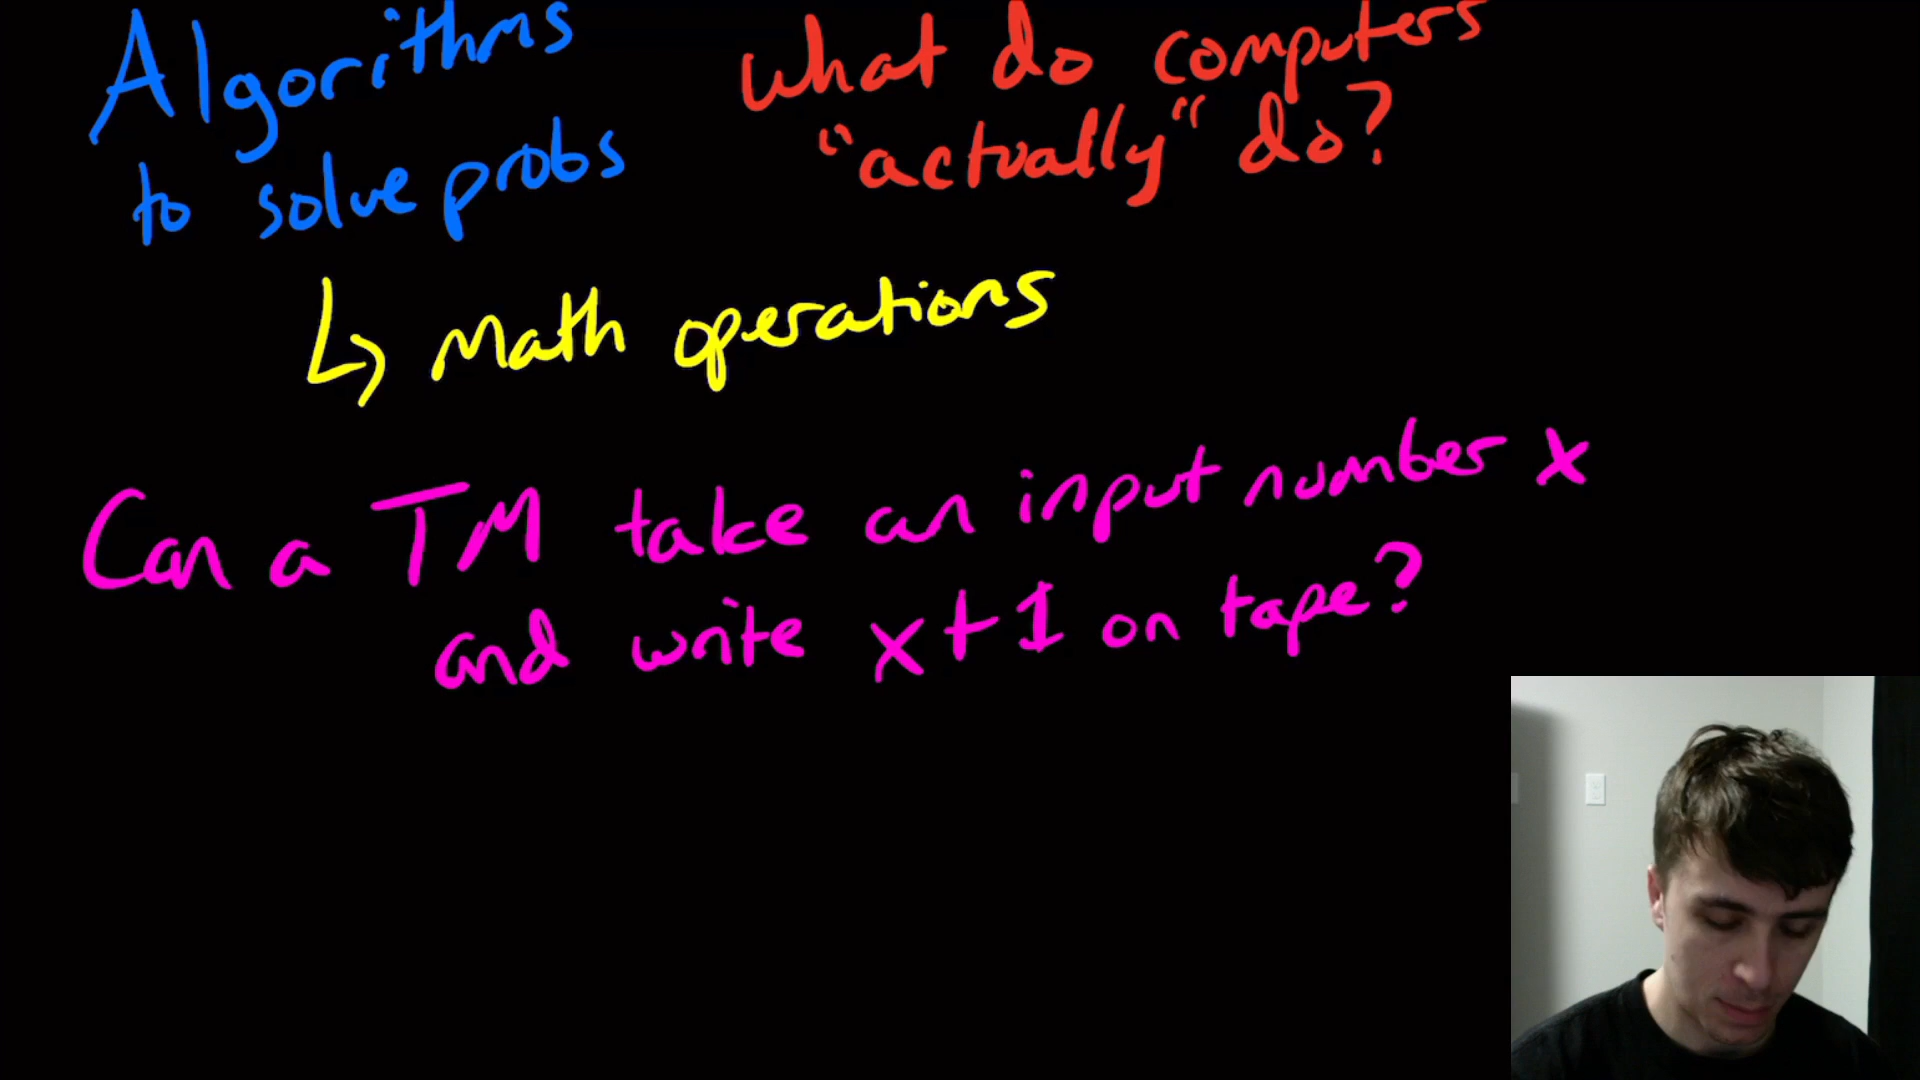 Algorithms
to solve probs
What do computers
"actually" do?
↳ Math operations
Can a TM take an input number x
and write x+1 on tape?